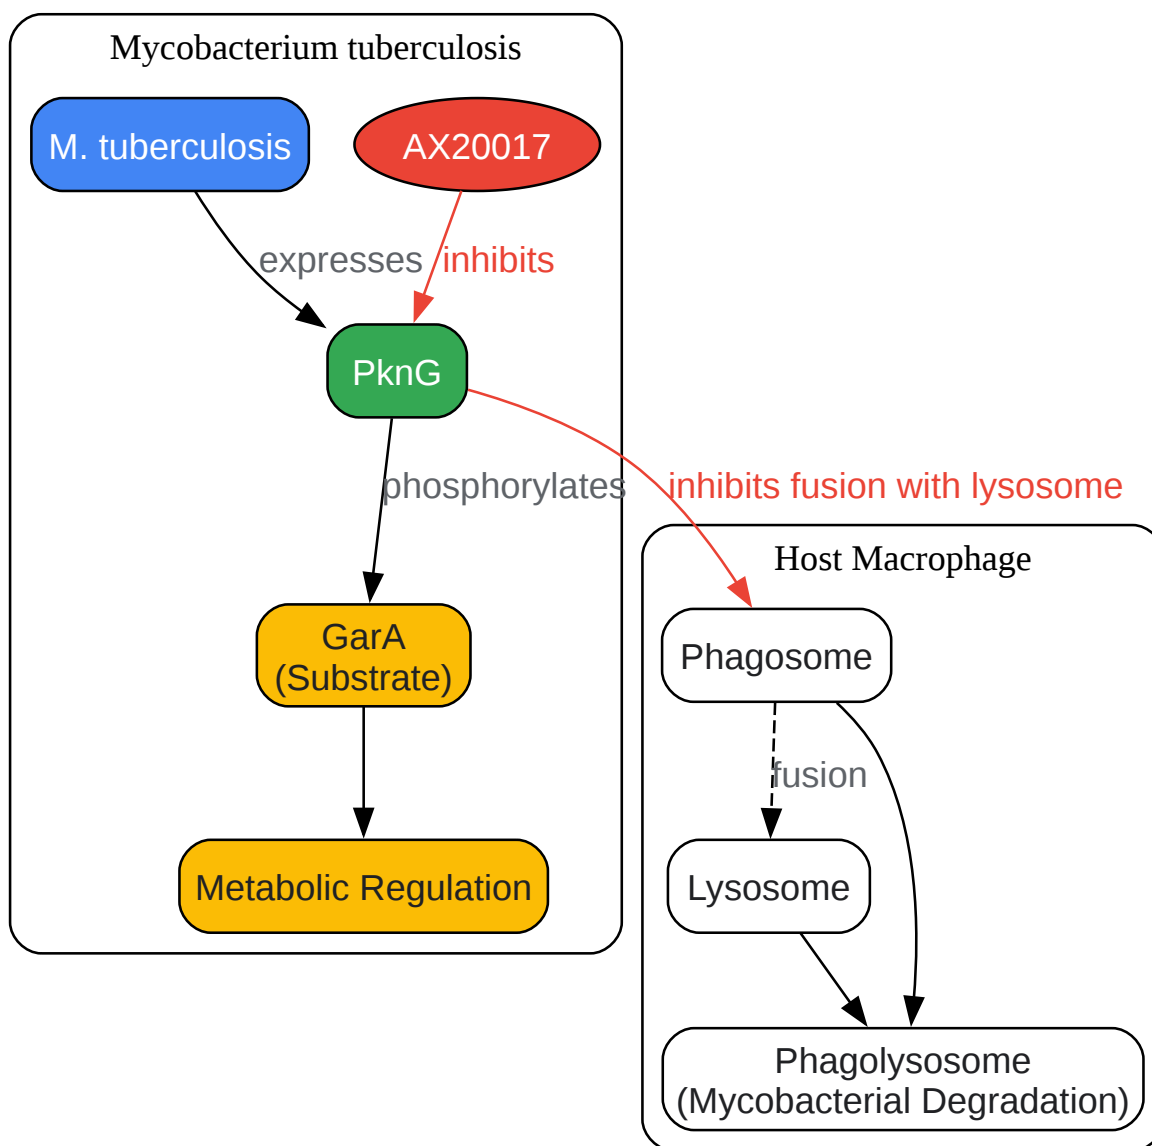 Mycobacterium tuberculosis
M. tuberculosis
AX20017
expresses
inhibits
PknG
phosphorylates
inhibits fusion with lysosome
Host Macrophage
GarA
(Substrate)
Phagosome
fusion
Metabolic Regulation
Lysosome
Phagolysosome
(Mycobacterial Degradation)